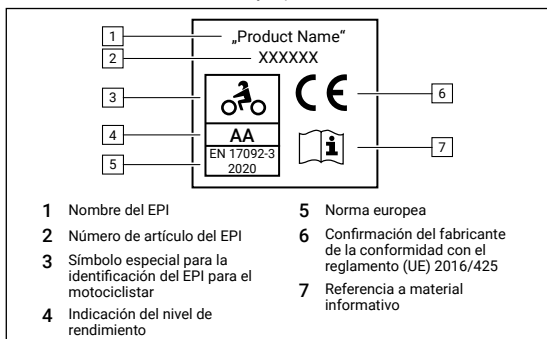 1
„Product Name“
2
XXXXXX
3
CE
6
4
AA
i
7
5
EN 17092-3
2020
1 Nombre del EPI
2 Número de artículo del EPI
3 Símbolo especial para la
identificación del EPI para el
motociclistar
4 Indicación del nivel de
rendimiento
5 Norma europea
6 Confirmación del fabricante
de la conformidad con el
reglamento (UE) 2016/425
7 Referencia a material
informativo